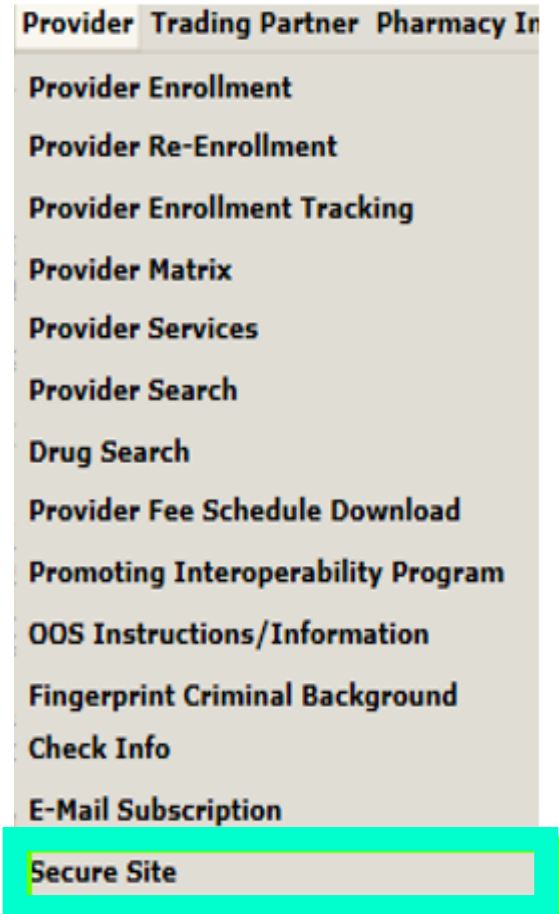 Provider Trading Partner Pharmacy In
Provider Enrollment
Provider Re-Enrollment
Provider Enrollment Tracking
Provider Matrix
Provider Services
Provider Search
Drug Search
Provider Fee Schedule Download
Promoting Interoperability Program
OOS Instructions/Information
Fingerprint Criminal Background
Check Info
E-Mail Subscription
Secure Site